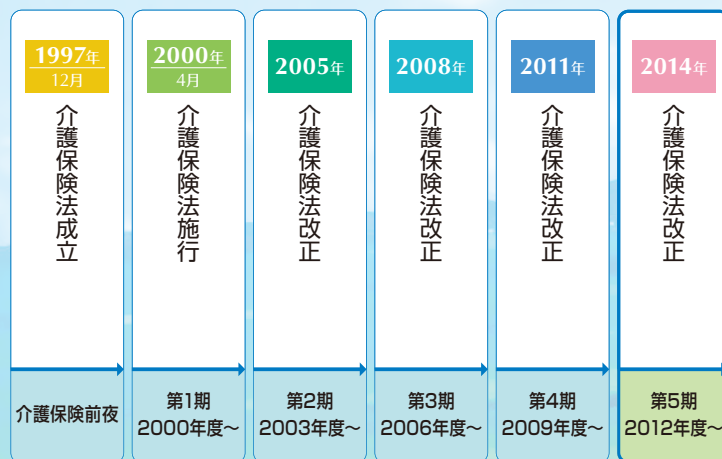 1997年
12月
介護保険法成立
介護保険前夜
2000年
4月
介護保険法施行
第1期
2000年度～
2005年
介護保険法改正
第2期
2003年度～
2008年
介護保険法改正
第3期
2006年度～
2011年
介護保険法改正
第4期
2009年度～
2014年
介護保険法改正
第5期
2012年度～